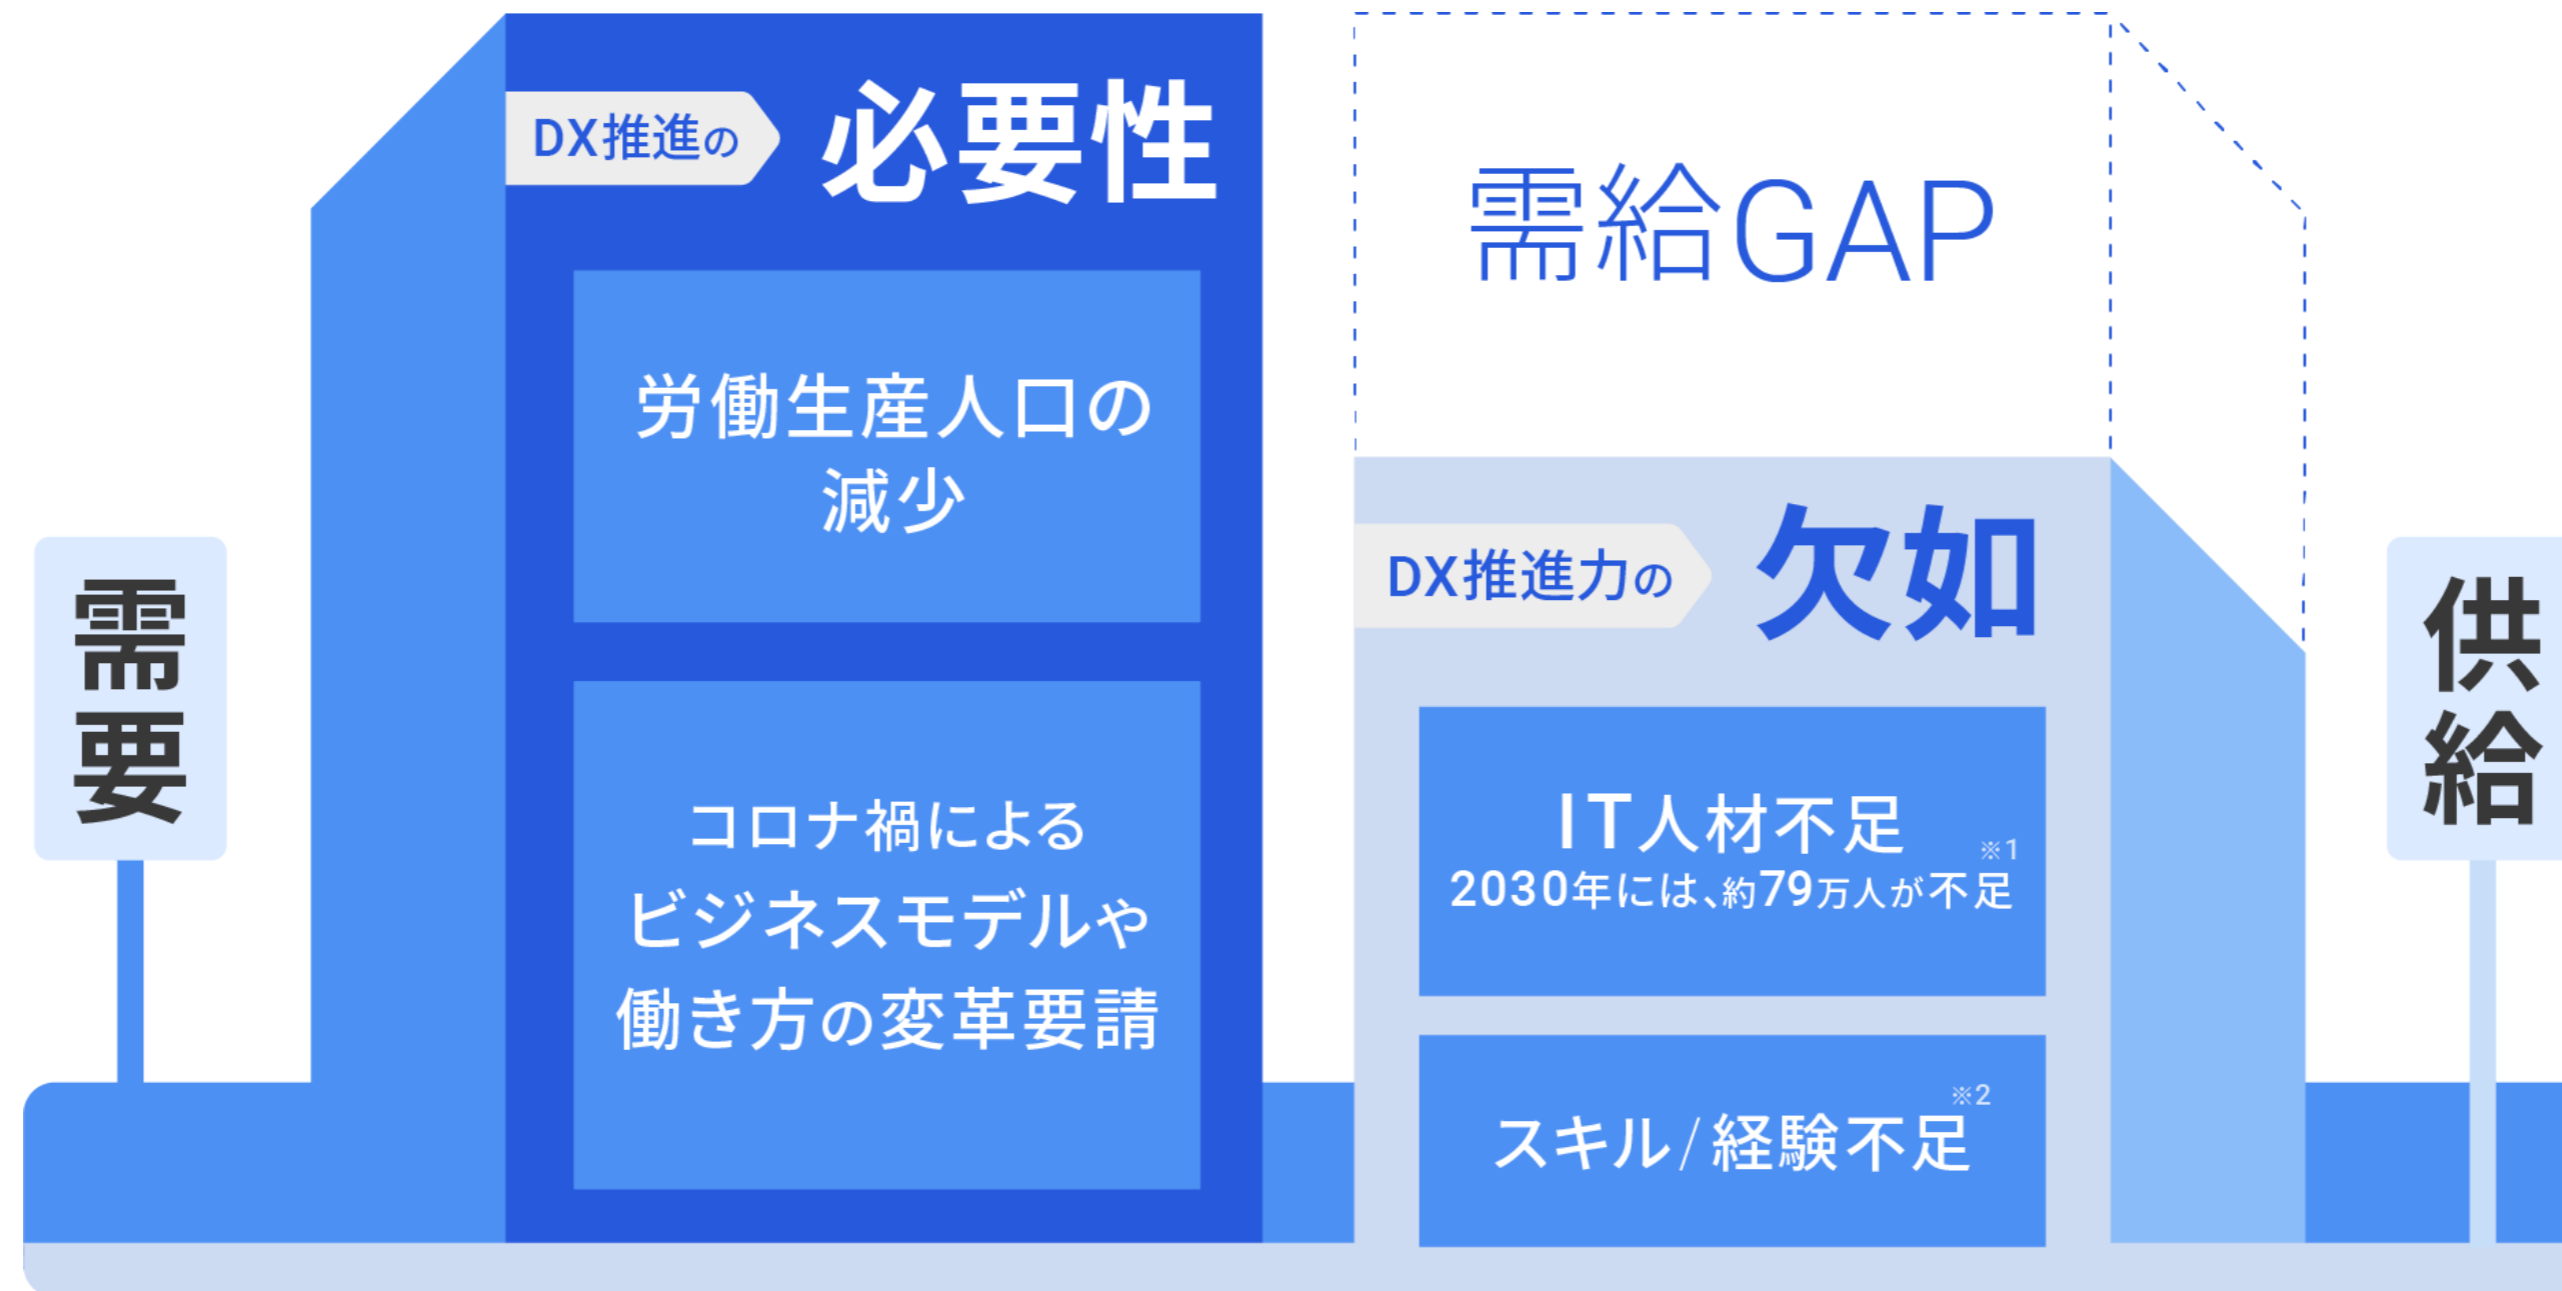 需要
DX推進の 必要性
労働生産人口の
減少
コロナ禍による
ビジネスモデルや
働き方の変革要請
需給GAP
DX推進力の 欠如
IT人材不足
2030年には、約79万人が不足※1
スキル/経験不足※2
供給